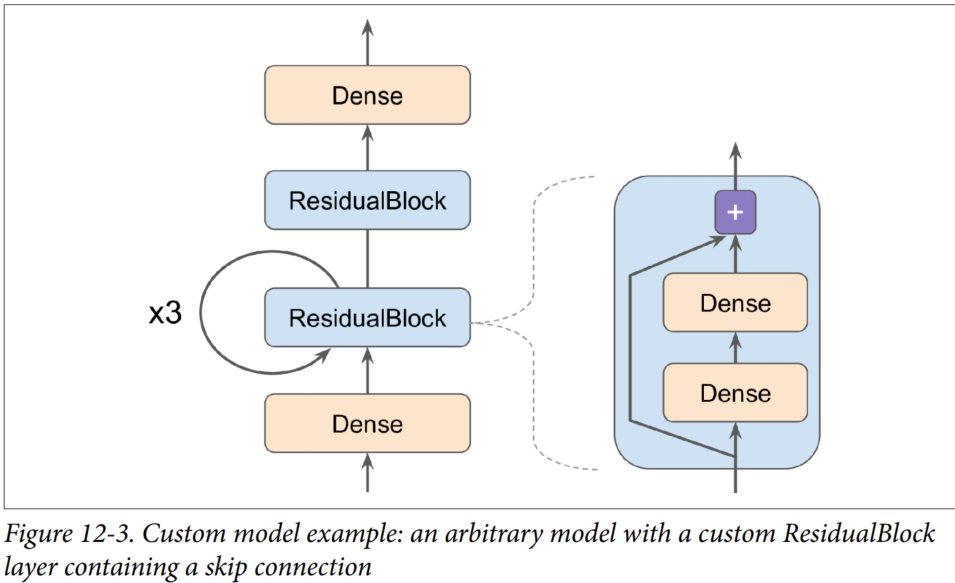 Dense
ResidualBlock
x3
ResidualBlock
Dense
+
Dense
Dense
Figure 12-3. Custom model example: an arbitrary model with a custom ResidualBlock
layer containing a skip connection